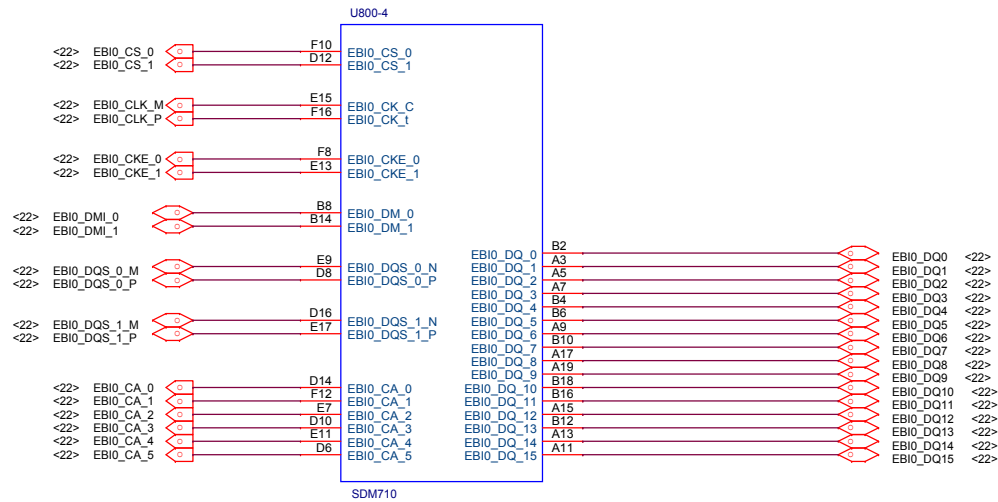 U800-4
<22> EBI0_CS_0 F10 EBI0_CS_0
<22> EBI0_CS_1 D12 EBI0_CS_1
<22> EBI0_CLK_M E15 EBI0_CK_C
<22> EBI0_CLK_P F16 EBI0_CK_t
<22> EBI0_CKE_0 F8 EBI0_CKE_0
<22> EBI0_CKE_1 E13 EBI0_CKE_1
<22> EBI0_DMI_0 B8 EBI0_DM_0
<22> EBI0_DMI_1 B14 EBI0_DM_1
<22> EBI0_DQS_0_M E9 EBI0_DQS_0_N
<22> EBI0_DQS_0_P D8 EBI0_DQS_0_P
<22> EBI0_DQS_1_M D16 EBI0_DQS_1_N
<22> EBI0_DQS_1_P E17 EBI0_DQS_1_P
<22> EBI0_CA_0 D14 EBI0_CA_0
<22> EBI0_CA_1 F12 EBI0_CA_1
<22> EBI0_CA_2 E7 EBI0_CA_2
<22> EBI0_CA_3 D10 EBI0_CA_3
<22> EBI0_CA_4 E11 EBI0_CA_4
<22> EBI0_CA_5 D6 EBI0_CA_5
EBI0_DQ_0 B2 EBI0_DQ0 <22>
EBI0_DQ_1 A3 EBI0_DQ1 <22>
EBI0_DQ_2 A5 EBI0_DQ2 <22>
EBI0_DQ_3 A7 EBI0_DQ3 <22>
EBI0_DQ_4 B4 EBI0_DQ4 <22>
EBI0_DQ_5 B6 EBI0_DQ5 <22>
EBI0_DQ_6 A9 EBI0_DQ6 <22>
EBI0_DQ_7 B10 EBI0_DQ7 <22>
EBI0_DQ_8 A17 EBI0_DQ8 <22>
EBI0_DQ_9 A19 EBI0_DQ9 <22>
EBI0_DQ_10 B18 EBI0_DQ10 <22>
EBI0_DQ_11 B16 EBI0_DQ11 <22>
EBI0_DQ_12 A15 EBI0_DQ12 <22>
EBI0_DQ_13 B12 EBI0_DQ13 <22>
EBI0_DQ_14 A13 EBI0_DQ14 <22>
EBI0_DQ_15 A11 EBI0_DQ15 <22>
SDM710